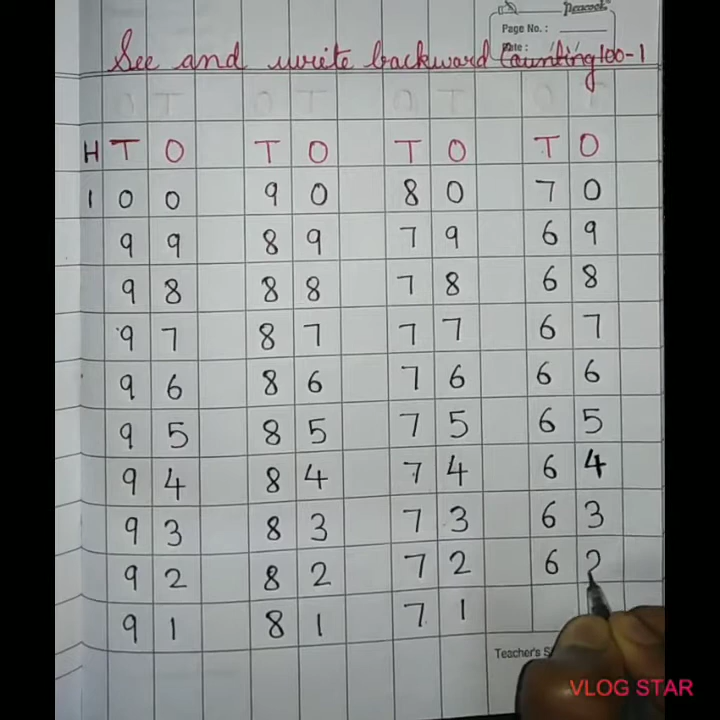 Peacock
Page No. :
Date :
See and write backward Counting 100-1
H T O T O T O T O
1 0 0 9 0 8 0 7 0
9 9 8 9 7 9 6 9
9 8 8 8 7 8 6 8
9 7 8 7 7 7 6 7
9 6 8 6 7 6 6 6
9 5 8 5 7 5 6 5
9 4 8 4 7 4 6 4
9 3 8 3 7 3 6 3
9 2 8 2 7 2 6 2
9 1 8 1 7 1
Teacher's S
VLOG STAR